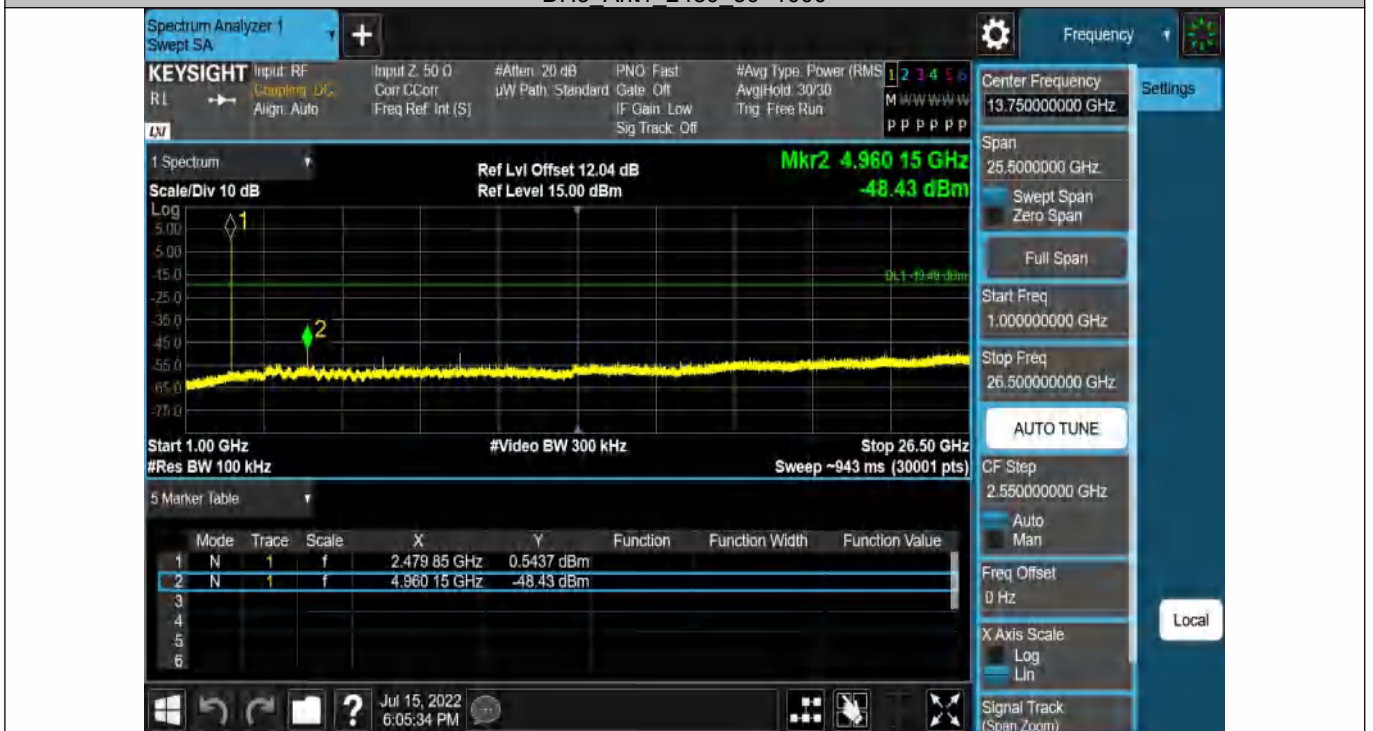 Spectrum Analyzer 1
Swept SA
Frequency
KEYSIGHT
RL
LXI
Input: RF
Coupling: DC
Align: Auto
Input Z: 50 Ω
Corr CCorr
Freq Ref: Int (S)
#Atten: 20 dB
µW Path: Standard
PNO: Fast
Gate: Off
IF Gain: Low
Sig Track: Off
#Avg Type: Power (RMS
Avg|Hold: 30/30
Trig: Free Run
1 2 3 4 5 6
M W W W W W
P P P P P P
1 Spectrum
Scale/Div 10 dB
Ref Lvl Offset 12.04 dB
Ref Level 15.00 dBm
Mkr2 4.960 15 GHz
-48.43 dBm
Log
5.00
-5.00
-15.0
-25.0
-35.0
-45.0
-55.0
-65.0
-75.0
1
2
Start 1.00 GHz
#Res BW 100 kHz
#Video BW 300 kHz
Stop 26.50 GHz
Sweep ~943 ms (30001 pts)
5 Marker Table
Mode Trace Scale X Y Function Function Width Function Value
1 N 1 f 2.479 85 GHz 0.5437 dBm
2 N 1 f 4.960 15 GHz -48.43 dBm
3
4
5
6
Jul 15, 2022
6:05:34 PM
Center Frequency
13.750000000 GHz
Settings
Span
25.5000000 GHz
Swept Span
Zero Span
Full Span
Start Freq
1.000000000 GHz
Stop Freq
26.500000000 GHz
AUTO TUNE
CF Step
2.550000000 GHz
Auto
Man
Freq Offset
0 Hz
X Axis Scale
Log
Lin
Local
Signal Track
(Span Zoom)